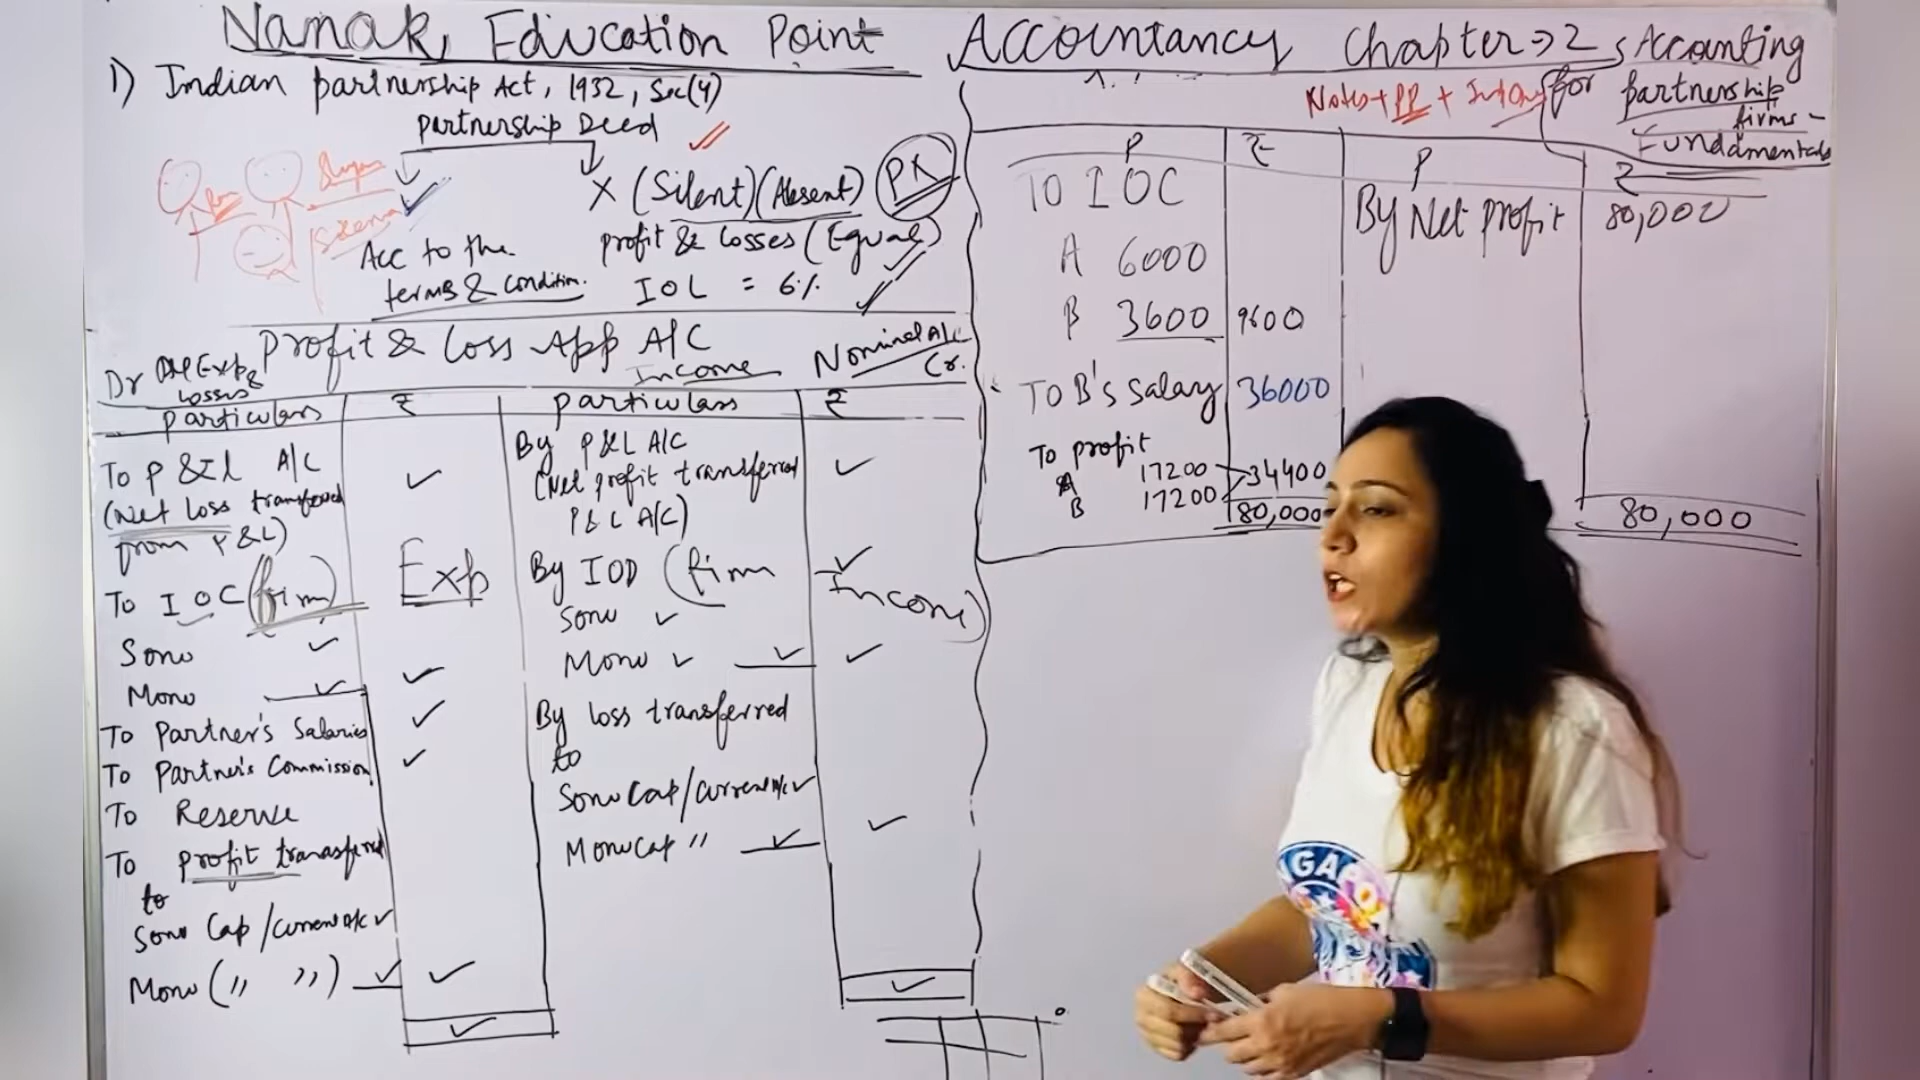 Nanak Education Point
Accountancy Chapter → 2, Accounting
for partnership
firms -
Fundamentals
Notes + PP +
1) Indian partnership Act, 1932, Sec(4)
partnership Deed
Acc to the
terms & condition.
X (Silent) (Absent)
PK
profit & losses (Equal)
IOL = 6%
Profit & Loss App A/C
Nominal A/c
Dr
Exp &
losses
Income
Cr.
particulars
₹
particulars
₹
To P & L A/C
(Net loss transferred
from P & L)
To IOC (firm
Exp
Sonu
Monu
To Partner's Salaries
To Partner's Commission
To Reserve
To profit transferred
to
Sonu Cap/current A/c
Monu (" ")
By P & L A/C
(Net profit transferred
P & L A/C)
By IOD (firm
Income)
Sonu
Monu
By loss transferred
to
Sonu Cap/current A/c
Monu Cap "
P
₹
P
₹
To IOC
A 6000
B 3600 9600
To B's Salary 36000
To profit
A 17200
B 17200 34400
80,000
By Net profit 80,000
80,000
GAP